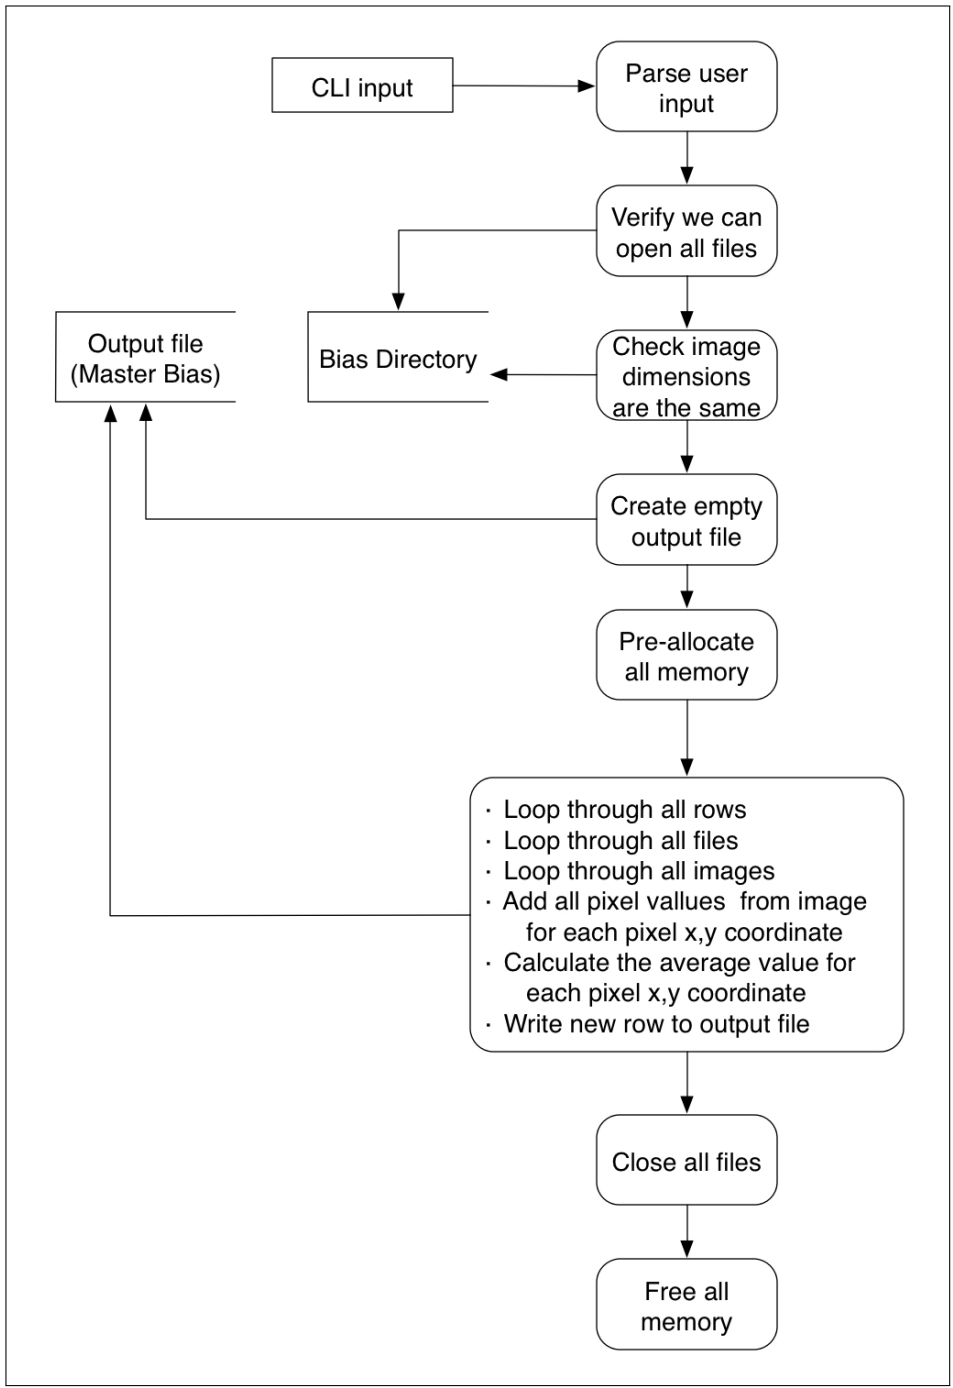 CLI input
Parse user
input
Verify we can
open all files
Output file
(Master Bias)
Bias Directory
Check image
dimensions
are the same
Create empty
output file
Pre-allocate
all memory
· Loop through all rows
· Loop through all files
· Loop through all images
· Add all pixel vallues  from image
for each pixel x,y coordinate
· Calculate the average value for
each pixel x,y coordinate
· Write new row to output file
Close all files
Free all
memory